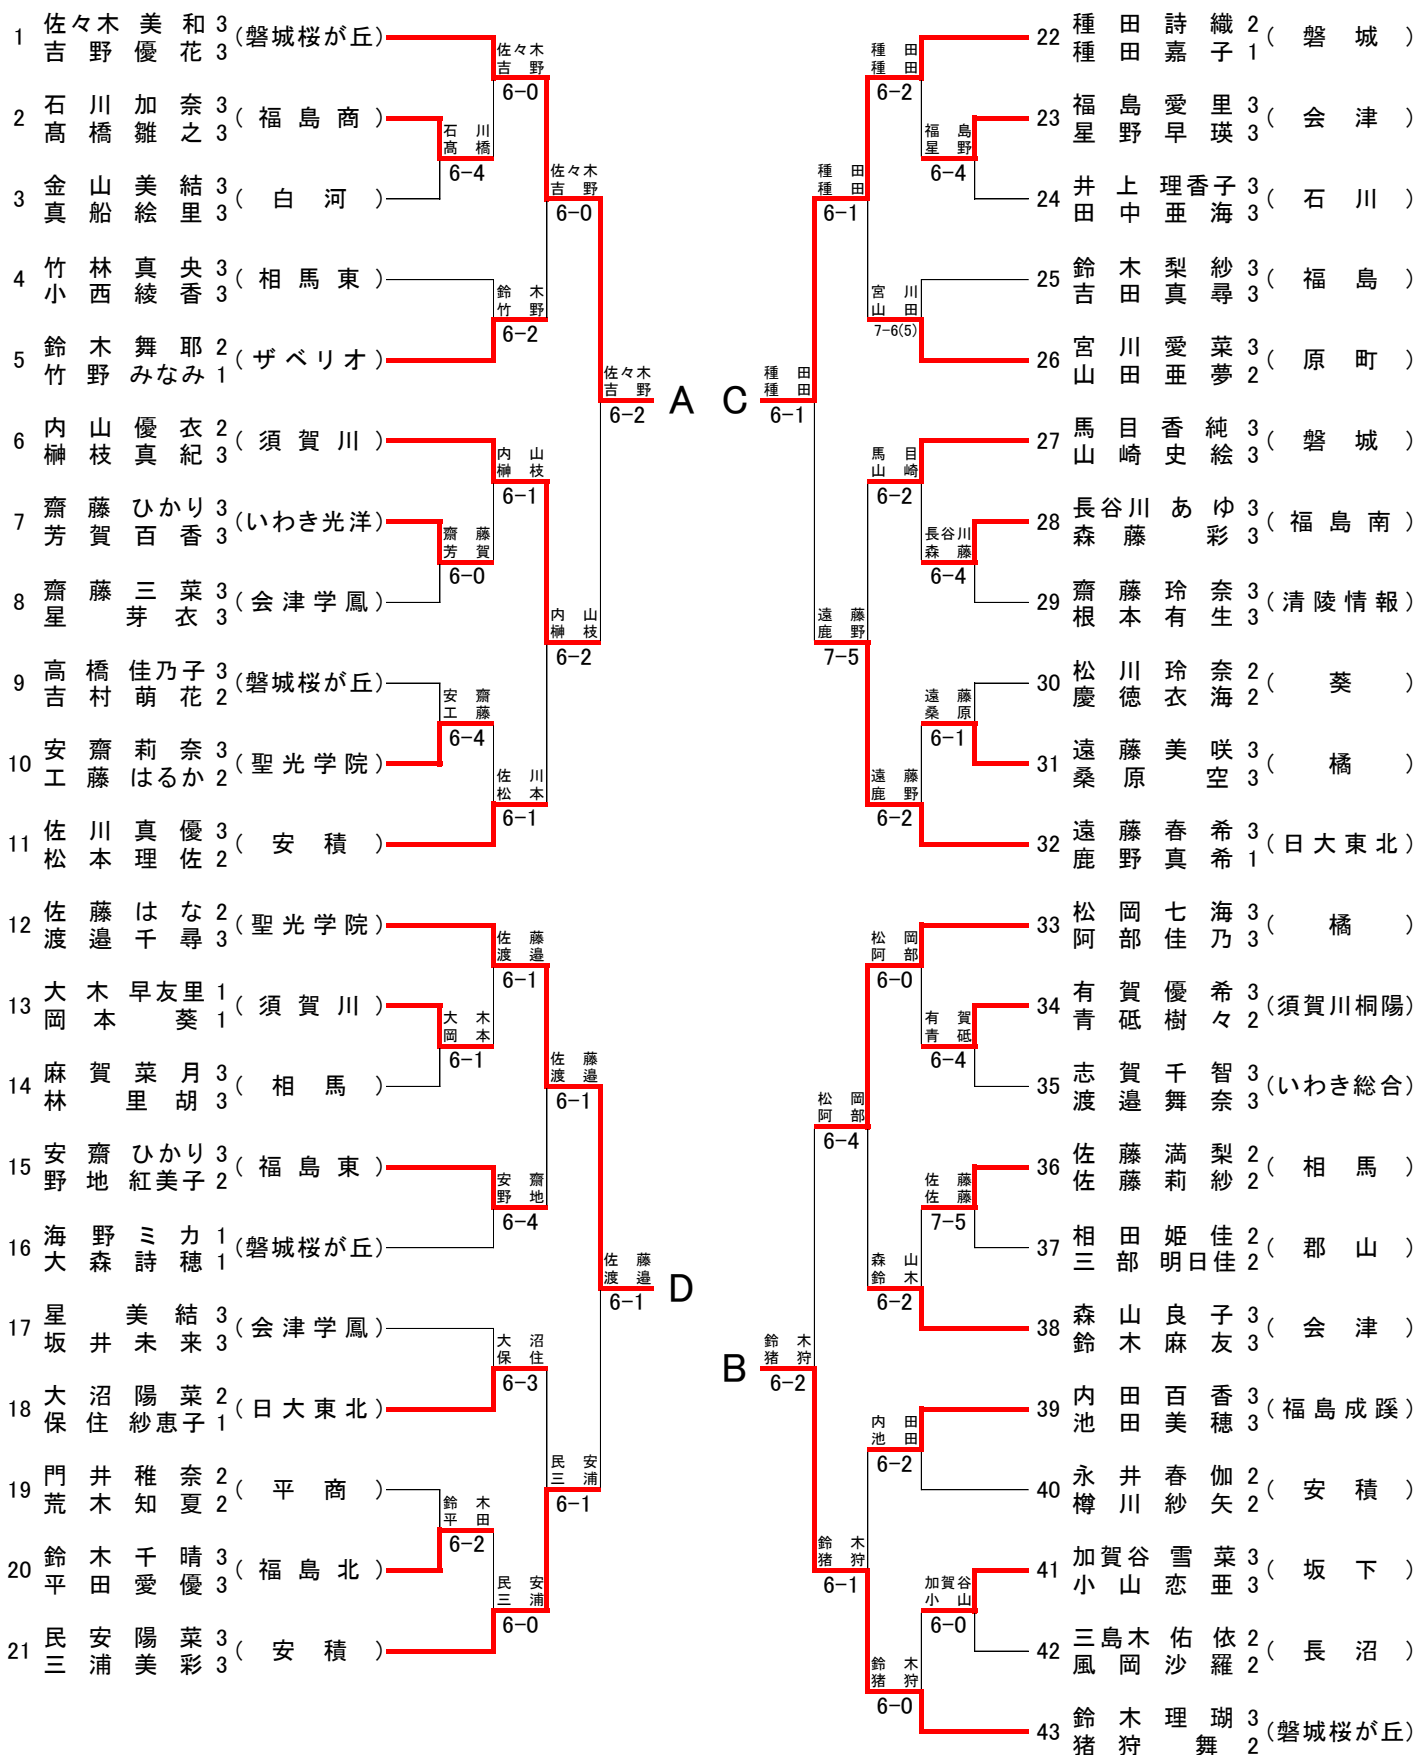 1 佐々木 美 和 3 (磐城桜が丘)
吉 野 優 花 3
2 石 川 加 奈 3 ( 福 島 商 )
髙 橋 雛 之 3
3 金 山 美 結 3 ( 白 河 )
真 船 絵 里 3
4 竹 林 真 央 3 ( 相 馬 東 )
小 西 綾 香 3
5 鈴 木 舞 耶 2 ( ザベリオ )
竹 野 みなみ 1
6 内 山 優 衣 2 ( 須 賀 川 )
榊 枝 真 紀 3
7 齋 藤 ひかり 3 (いわき光洋)
芳 賀 百 香 3
8 齋 藤 三 菜 3 (会津学鳳)
星 芽 衣 3
9 高 橋 佳乃子 3 (磐城桜が丘)
吉 村 萌 花 2
10 安 齋 莉 奈 3 (聖光学院)
工 藤 はるか 2
11 佐 川 真 優 3 ( 安 積 )
松 本 理 佐 2
12 佐 藤 は な 2 (聖光学院)
渡 邉 千 尋 3
13 大 木 早友里 1 ( 須 賀 川 )
岡 本 葵 1
14 麻 賀 菜 月 3 ( 相 馬 )
林 里 胡 3
15 安 齋 ひかり 3 ( 福 島 東 )
野 地 紅美子 2
16 海 野 ミ カ 1 (磐城桜が丘)
大 森 詩 穂 1
17 星 美 結 3 (会津学鳳)
坂 井 未 来 3
18 大 沼 陽 菜 2 (日大東北)
保 住 紗恵子 1
19 門 井 稚 奈 2 ( 平 商 )
荒 木 知 夏 2
20 鈴 木 千 晴 3 ( 福 島 北 )
平 田 愛 優 3
21 民 安 陽 菜 3 ( 安 積 )
三 浦 美 彩 3
石 川
髙 橋
6-4
齋 藤
芳 賀
6-0
安 齋
工 藤
6-4
大 木
岡 本
6-1
鈴 木
平 田
6-2
佐々木
吉 野
6-0
鈴 木
竹 野
6-2
内 山
榊 枝
6-1
佐 川
松 本
6-1
佐 藤
渡 邉
6-1
安 齋
野 地
6-4
大 沼
保 住
6-3
民 安
三 浦
6-0
佐々木
吉 野
6-0
内 山
榊 枝
6-2
佐 藤
渡 邉
6-1
民 安
三 浦
6-1
佐々木
吉 野
6-2
A
佐 藤
渡 邉
6-1
D
C
種 田
種 田
6-1
B
鈴 木
猪 狩
6-2
種 田
種 田
6-1
遠 藤
鹿 野
7-5
松 岡
阿 部
6-4
鈴 木
猪 狩
6-1
種 田
種 田
6-2
宮 川
山 田
7-6(5)
馬 目
山 崎
6-2
遠 藤
鹿 野
6-2
松 岡
阿 部
6-0
森 山
鈴 木
6-2
内 田
池 田
6-2
鈴 木
猪 狩
6-0
福 島
星 野
6-4
長谷川
森 藤
6-4
遠 藤
桑 原
6-1
有 賀
青 砥
6-4
佐 藤
佐 藤
7-5
加賀谷
小 山
6-0
22 種 田 詩 織 2 ( 磐 城 )
種 田 嘉 子 1
23 福 島 愛 里 3 ( 会 津 )
星 野 早 瑛 3
24 井 上 理香子 3 ( 石 川 )
田 中 亜 海 3
25 鈴 木 梨 紗 3 ( 福 島 )
吉 田 真 尋 3
26 宮 川 愛 菜 3 ( 原 町 )
山 田 亜 夢 2
27 馬 目 香 純 3 ( 磐 城 )
山 崎 史 絵 3
28 長谷川 あ ゆ 3 ( 福 島 南 )
森 藤 彩 3
29 齋 藤 玲 奈 3 (清陵情報)
根 本 有 生 3
30 松 川 玲 奈 2 ( 葵 )
慶 徳 衣 海 2
31 遠 藤 美 咲 3 ( 橘 )
桑 原 空 3
32 遠 藤 春 希 3 (日大東北)
鹿 野 真 希 1
33 松 岡 七 海 3 ( 橘 )
阿 部 佳 乃 3
34 有 賀 優 希 3 (須賀川桐陽)
青 砥 樹 々 2
35 志 賀 千 智 3 (いわき総合)
渡 邉 舞 奈 3
36 佐 藤 満 梨 2 ( 相 馬 )
佐 藤 莉 紗 2
37 相 田 姫 佳 2 ( 郡 山 )
三 部 明日佳 2
38 森 山 良 子 3 ( 会 津 )
鈴 木 麻 友 3
39 内 田 百 香 3 (福島成蹊)
池 田 美 穂 3
40 永 井 春 伽 2 ( 安 積 )
樽 川 紗 矢 2
41 加賀谷 雪 菜 3 ( 坂 下 )
小 山 恋 亜 3
42 三島木 佑 依 2 ( 長 沼 )
風 岡 沙 羅 2
43 鈴 木 理 瑚 3 (磐城桜が丘)
猪 狩 舞 2